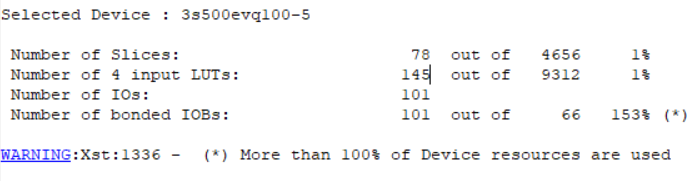 Selected Device : 3s500evq100-5
Number of Slices: 78 out of 4656 1%
Number of 4 input LUTs: 145 out of 9312 1%
Number of IOs: 101
Number of bonded IOBs: 101 out of 66 153% (*)
WARNING:Xst:1336 - (*) More than 100% of Device resources are used